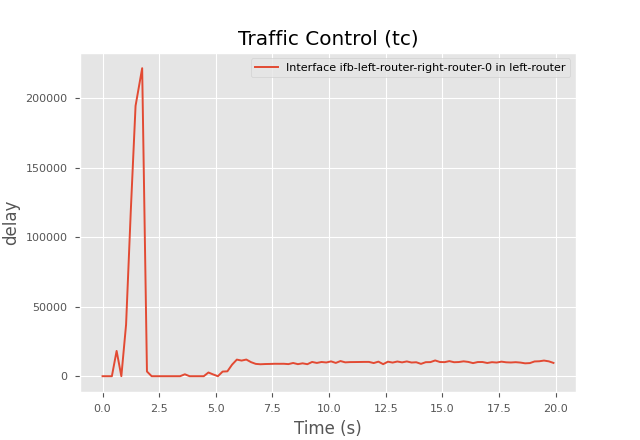 Traffic Control (tc)
Interface ifb-left-router-right-router-0 in left-router
200000
150000
100000
50000
0
delay
0.0 2.5 5.0 7.5 10.0 12.5 15.0 17.5 20.0
Time (s)